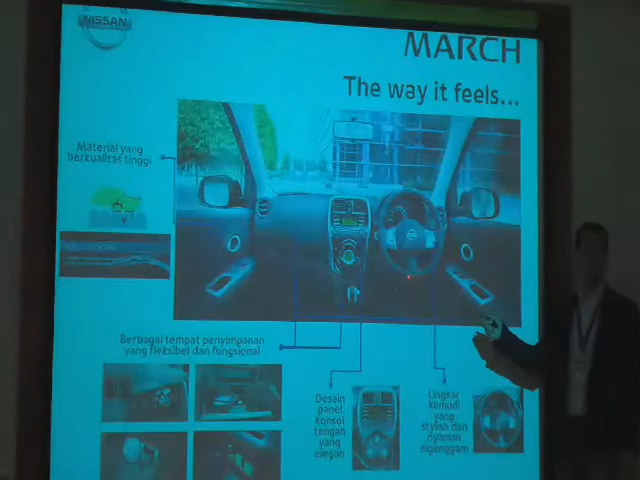 NISSAN
MARCH
The way it feels...
Material yang
berkualitas tinggi
Berbagai tempat penyimpanan
yang fleksibel dan fungsional
Desain
panel
konsol
tengah
yang
elegan
Lingkar
kemudi
yang
stylish dan
nyaman
digenggam